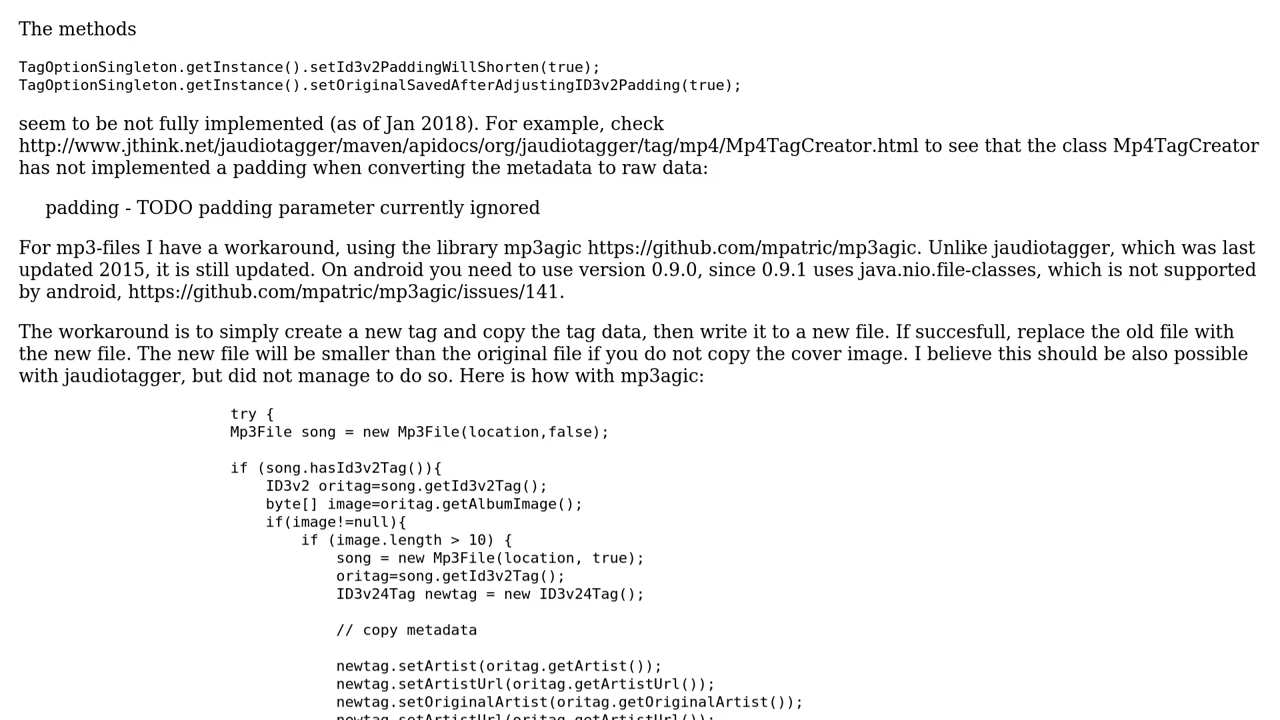 The methods
TagOptionSingleton.getInstance().setId3v2PaddingWillShorten(true);
TagOptionSingleton.getInstance().setOriginalSavedAfterAdjustingID3v2Padding(true);
seem to be not fully implemented (as of Jan 2018). For example, check
http://www.jthink.net/jaudiotagger/maven/apidocs/org/jaudiotagger/tag/mp4/Mp4TagCreator.html to see that the class Mp4TagCreator
has not implemented a padding when converting the metadata to raw data:
padding - TODO padding parameter currently ignored
For mp3-files I have a workaround, using the library mp3agic https://github.com/mpatric/mp3agic. Unlike jaudiotagger, which was last
updated 2015, it is still updated. On android you need to use version 0.9.0, since 0.9.1 uses java.nio.file-classes, which is not supported
by android, https://github.com/mpatric/mp3agic/issues/141.
The workaround is to simply create a new tag and copy the tag data, then write it to a new file. If succesfull, replace the old file with
the new file. The new file will be smaller than the original file if you do not copy the cover image. I believe this should be also possible
with jaudiotagger, but did not manage to do so. Here is how with mp3agic:
try {
Mp3File song = new Mp3File(location,false);
if (song.hasId3v2Tag()){
ID3v2 oritag=song.getId3v2Tag();
byte[] image=oritag.getAlbumImage();
if(image!=null){
if (image.length > 10) {
song = new Mp3File(location, true);
oritag=song.getId3v2Tag();
ID3v24Tag newtag = new ID3v24Tag();
// copy metadata
newtag.setArtist(oritag.getArtist());
newtag.setArtistUrl(oritag.getArtistUrl());
newtag.setOriginalArtist(oritag.getOriginalArtist());
newtag.setArtistUrl(oritag.getArtistUrl());